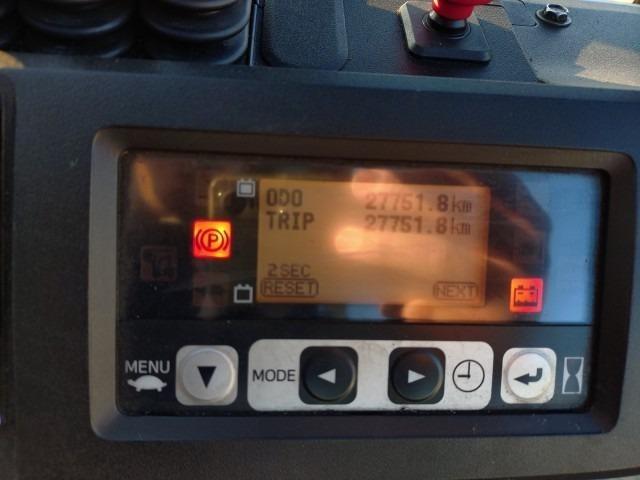 ODO 27751.8km
TRIP 27751.8km
P
2SEC
RESET NEXT
MENU
MODE